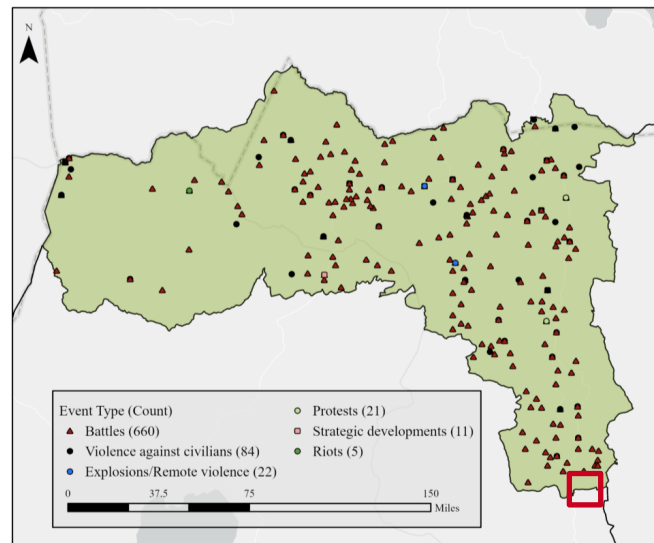 N
Event Type (Count)
Battles (660)
Violence against civilians (84)
Explosions/Remote violence (22)
Protests (21)
Strategic developments (11)
Riots (5)
0 37.5 75 150
Miles